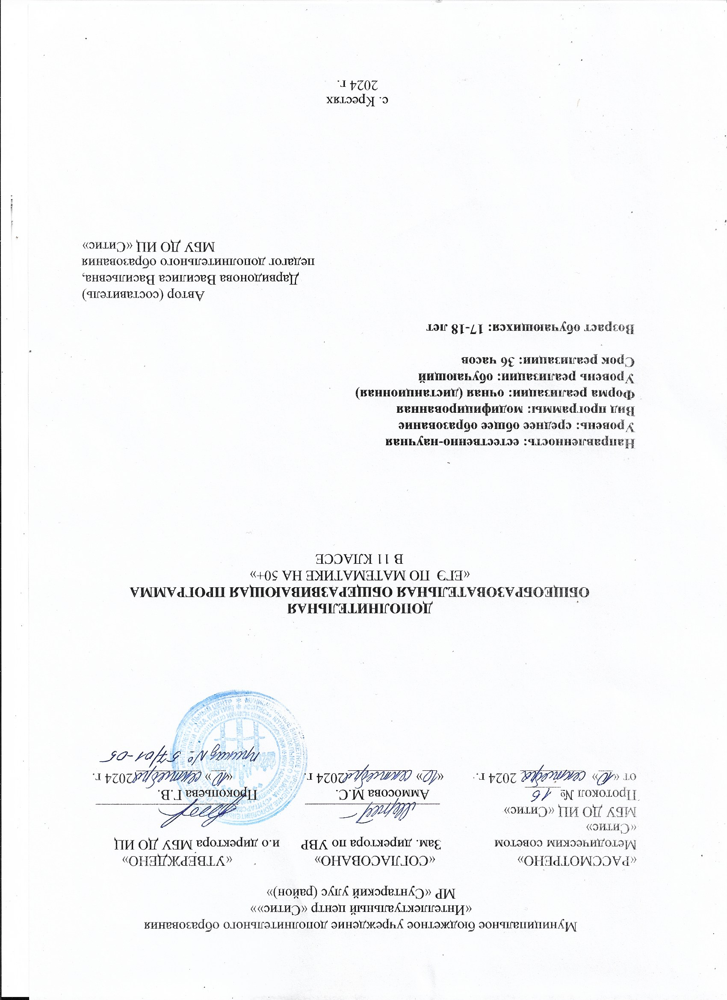 Муниципальное бюджетное учреждение дополнительного образования
«Интеллектуальный центр «Ситис»»
МР «Сунтарский улус (район)»
«РАССМОТРЕНО»
Методическим советом
«Ситис»
МБУ ДО ИЦ «Ситис»
Протокол № 16
от «10» сентября 2024 г.
«СОГЛАСОВАНО»
Зам. директора по УВР
Аммосова М.С.
«10» сентября 2024 г.
«УТВЕРЖДЕНО»
и.о директора МБУ ДО ИЦ
Прокопьева Г.В.
«10» сентября 2024 г.
приказ № 57/01-05
ДОПОЛНИТЕЛЬНАЯ
ОБЩЕОБРАЗОВАТЕЛЬНАЯ ОБЩЕРАЗВИВАЮЩАЯ ПРОГРАММА
«ЕГЭ ПО МАТЕМАТИКЕ НА 50+»
В 11 КЛАССЕ
Направленность: естественно-научная
Уровень: среднее общее образование
Вид программы: модифицированная
Форма реализации: очная (дистанционная)
Уровень реализации: обучающий
Срок реализации: 36 часов
Возраст обучающихся: 17-18 лет
Автор (составитель)
Дарвидонова Василиса Васильевна,
педагог дополнительного образования
МБУ ДО ИЦ «Ситис»
с. Крестях
2024 г.